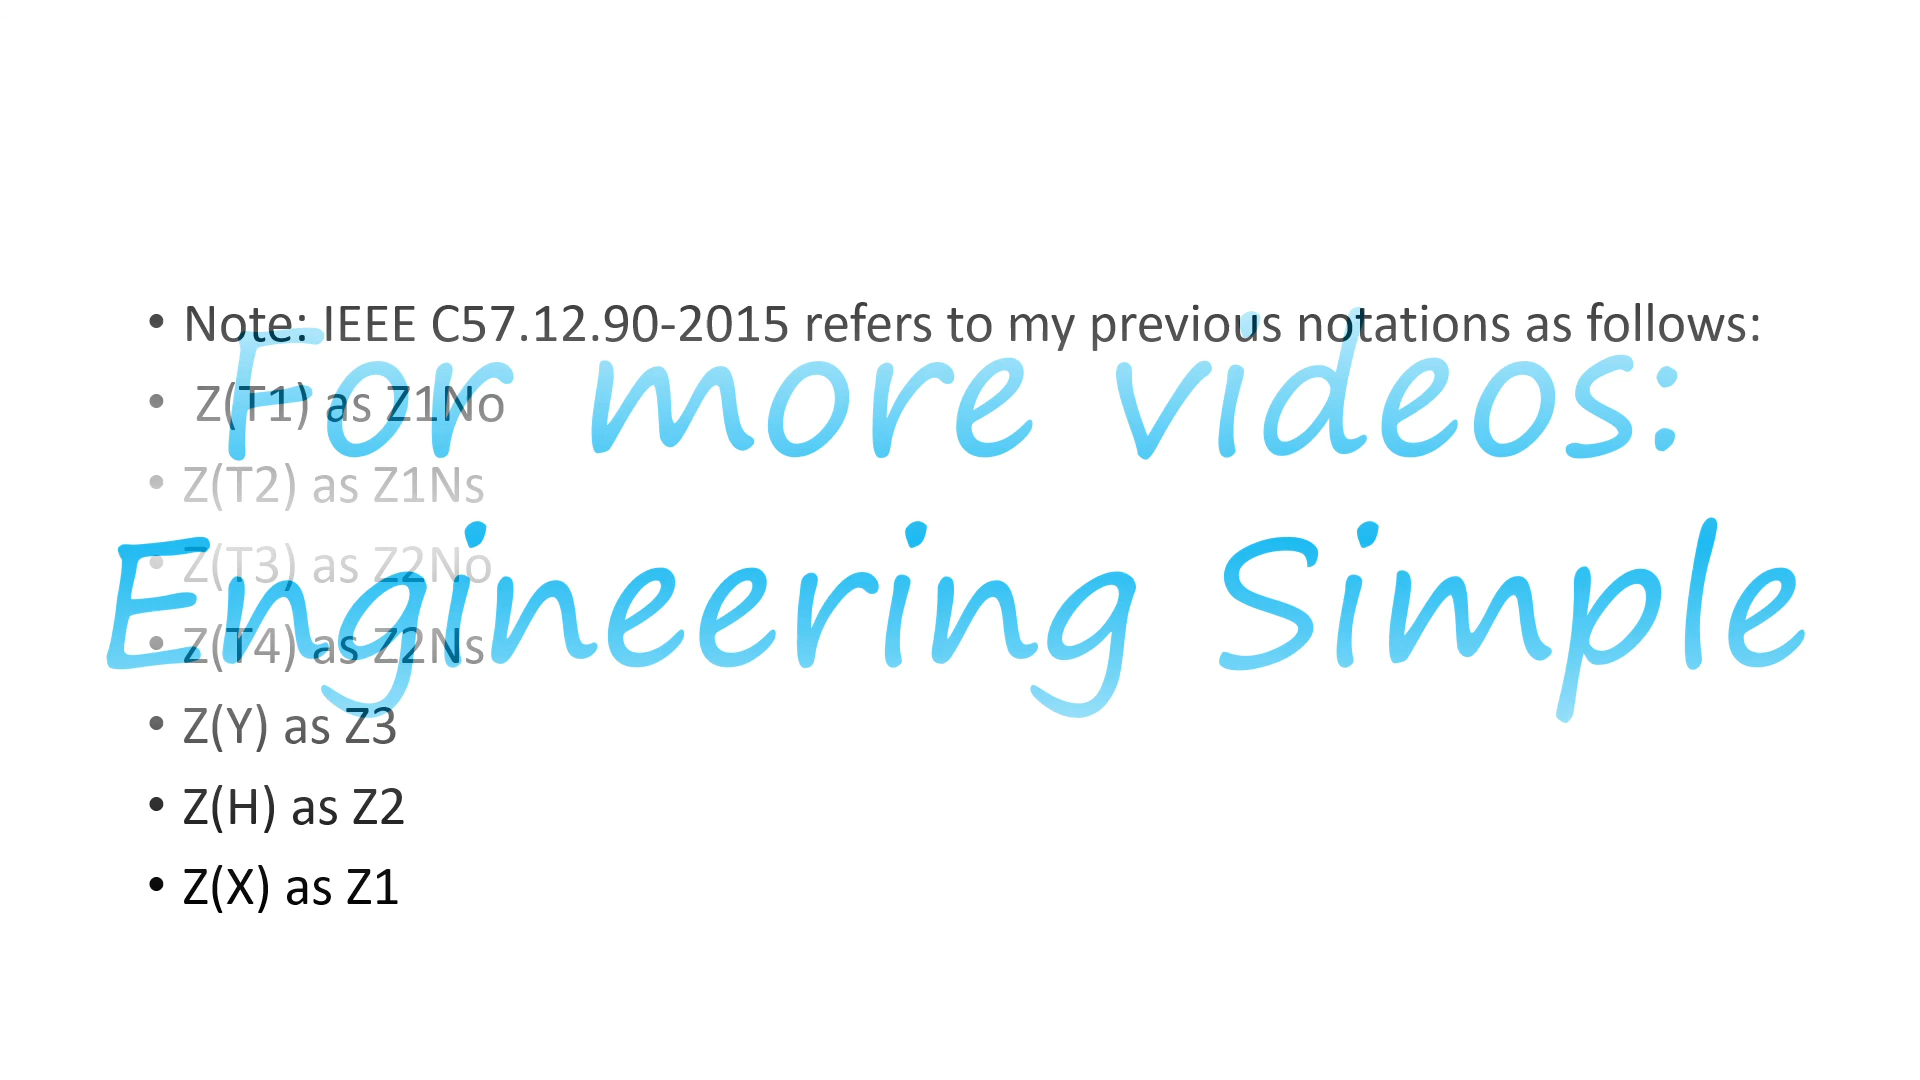 • Note: IEEE C57.12.90-2015 refers to my previous notations as follows:
• Z(T1) as Z1No
• Z(T2) as Z1Ns
• Z(T3) as Z2No
• Z(T4) as Z2Ns
• Z(Y) as Z3
• Z(H) as Z2
• Z(X) as Z1
For more videos:
Engineering Simple